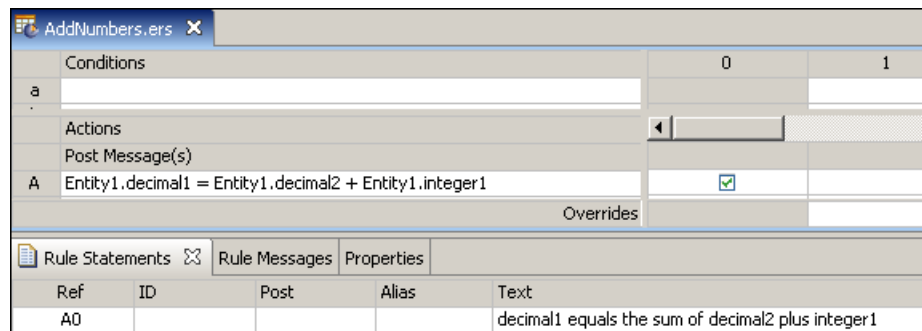 AddNumbers.ers
Conditions 0 1
a
Actions
Post Message(s)
A Entity1.decimal1 = Entity1.decimal2 + Entity1.integer1
Overrides
Rule Statements Rule Messages Properties
Ref ID Post Alias Text
A0 decimal1 equals the sum of decimal2 plus integer1